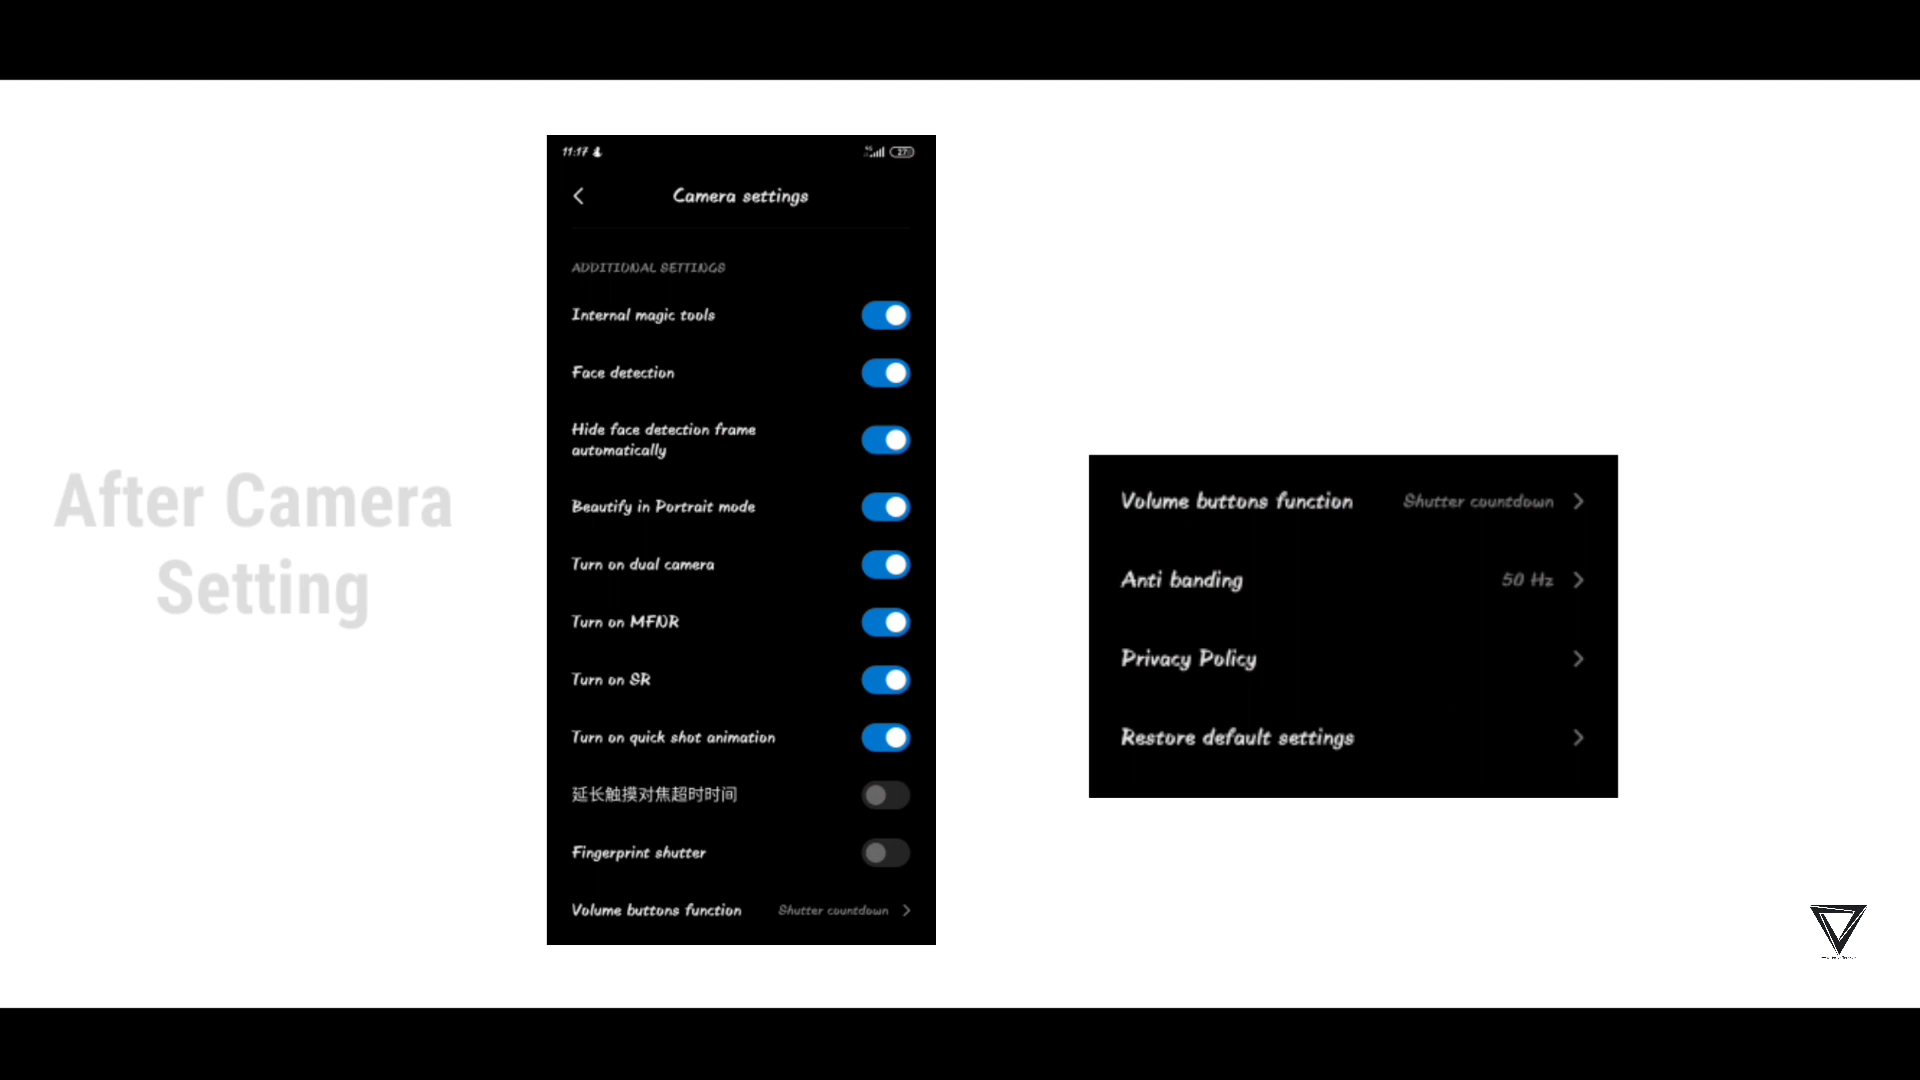 After Camera
Setting
11:17
4G
27
Camera settings
ADDITIONAL SETTINGS
Internal magic tools
Face detection
Hide face detection frame
automatically
Beautify in Portrait mode
Turn on dual camera
Turn on MFNR
Turn on SR
Turn on quick shot animation
延长触摸对焦超时时间
Fingerprint shutter
Volume buttons function Shutter countdown
Volume buttons function Shutter countdown
Anti banding 50 Hz
Privacy Policy
Restore default settings